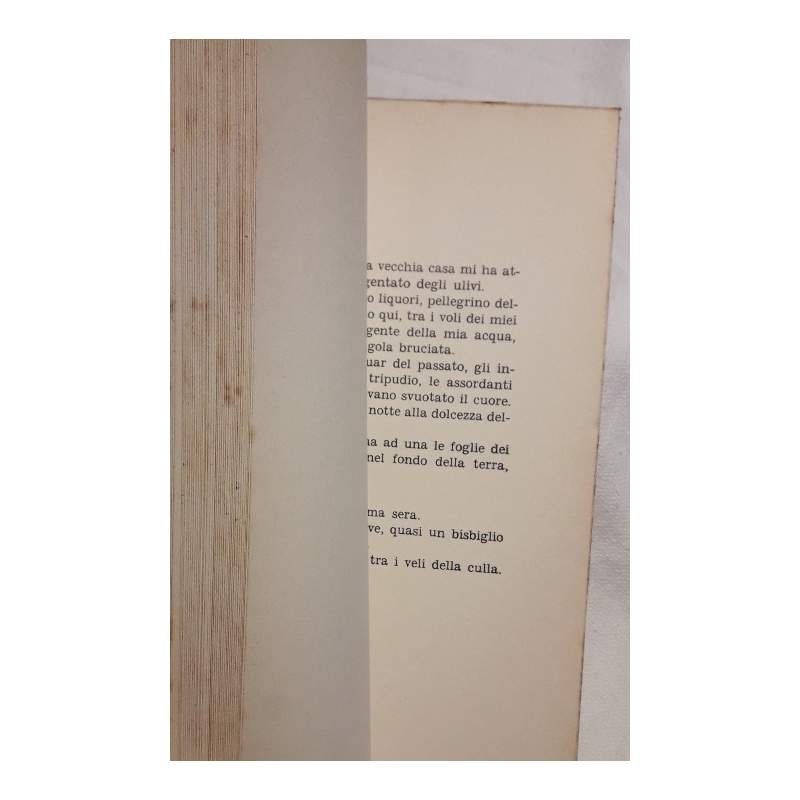 a vecchia casa mi ha at-
gentato degli ulivi.
o liquori, pellegrino del-
o qui, tra i voli dei miei
gente della mia acqua,
gola bruciata.
uar del passato, gli in-
tripudio, le assordanti
vano svuotato il cuore.
notte alla dolcezza del-
na ad una le foglie dei
nel fondo della terra,
ma sera.
ve, quasi un bisbiglio
tra i veli della culla.